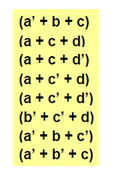 (a' + b + c)
(a + c + d)
(a + c + d')
(a + c' + d)
(a + c' + d')
(b' + c' + d)
(a' + b + c')
(a' + b' + c)